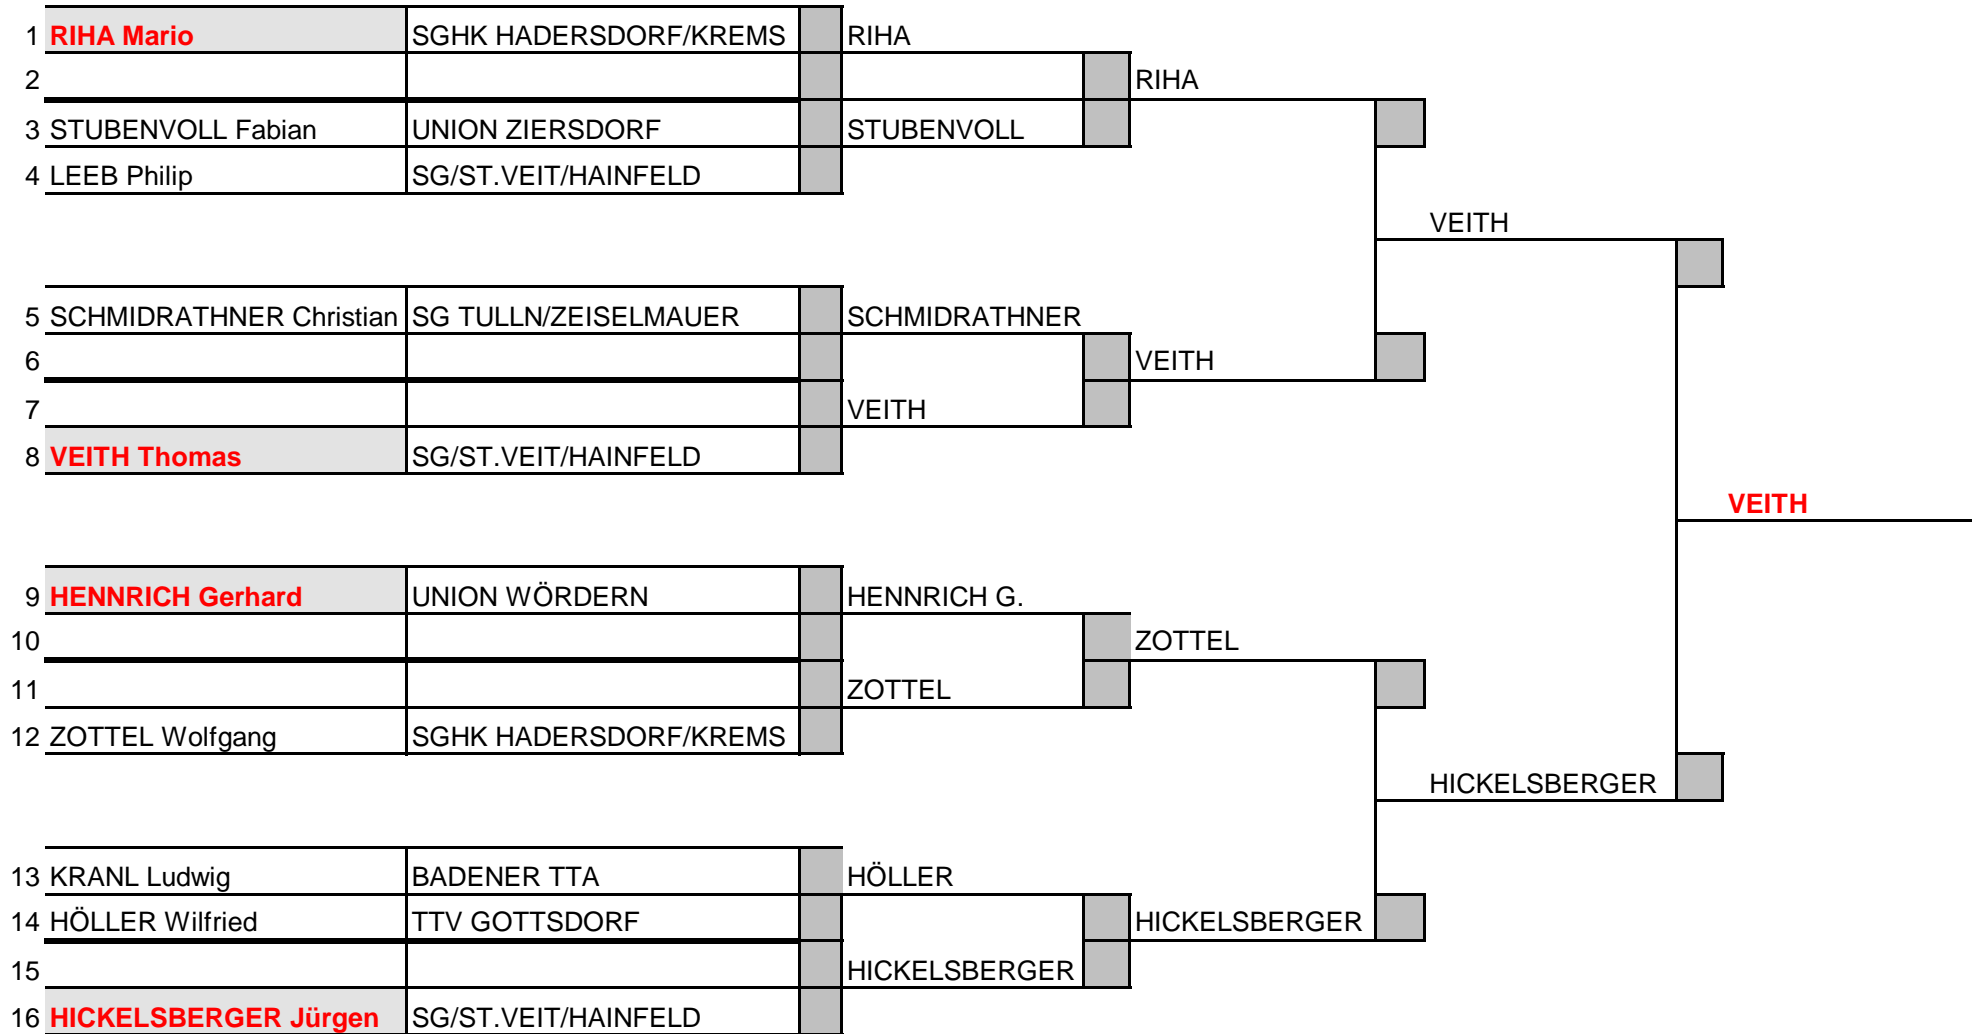 1 RIHA Mario SGHK HADERSDORF/KREMS RIHA
2 RIHA
3 STUBENVOLL Fabian UNION ZIERSDORF STUBENVOLL
4 LEEB Philip SG/ST.VEIT/HAINFELD
VEITH
5 SCHMIDRATHNER Christian SG TULLN/ZEISELMAUER SCHMIDRATHNER
6 VEITH
7 VEITH
8 VEITH Thomas SG/ST.VEIT/HAINFELD
VEITH
9 HENNRICH Gerhard UNION WÖRDERN HENNRICH G.
10 ZOTTEL
11 ZOTTEL
12 ZOTTEL Wolfgang SGHK HADERSDORF/KREMS
HICKELSBERGER
13 KRANL Ludwig BADENER TTA HÖLLER
14 HÖLLER Wilfried TTV GOTTSDORF HICKELSBERGER
15 HICKELSBERGER
16 HICKELSBERGER Jürgen SG/ST.VEIT/HAINFELD